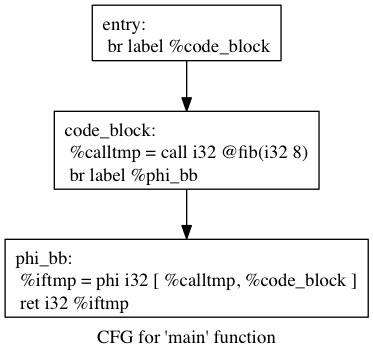 entry:
br label %code_block
code_block:
%calltmp = call i32 @fib(i32 8)
br label %phi_bb
phi_bb:
%iftmp = phi i32 [ %calltmp, %code_block ]
ret i32 %iftmp
CFG for 'main' function